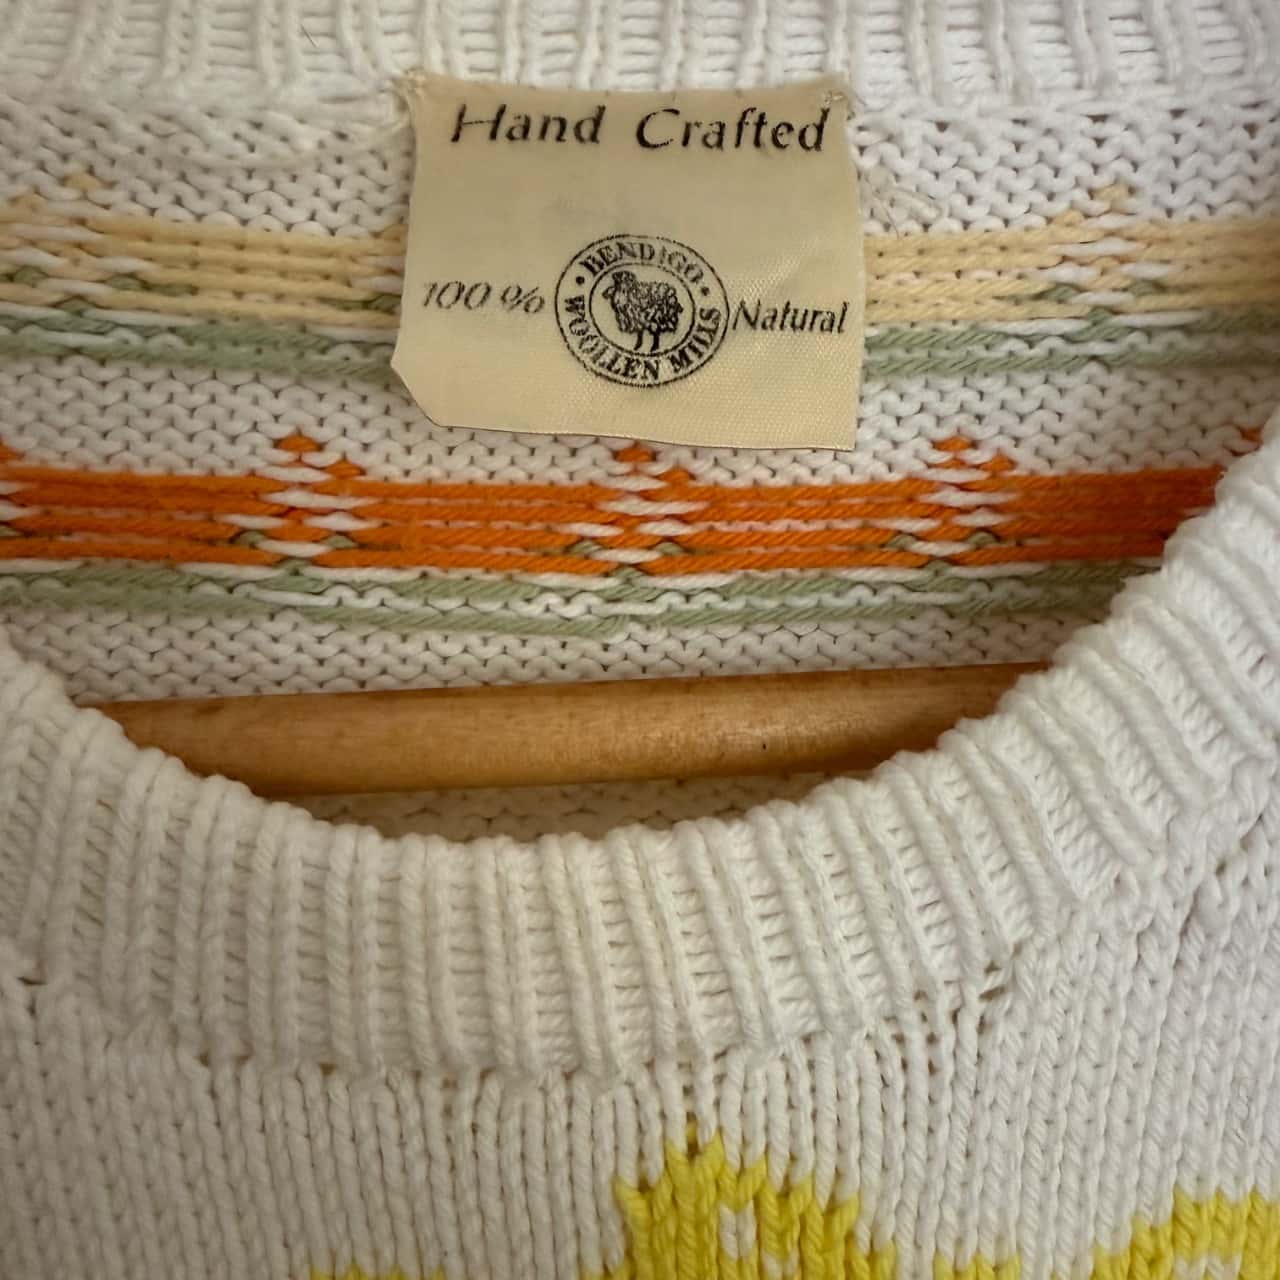 Hand Crafted
100% BENDIGO WOOLLEN MILLS Natural